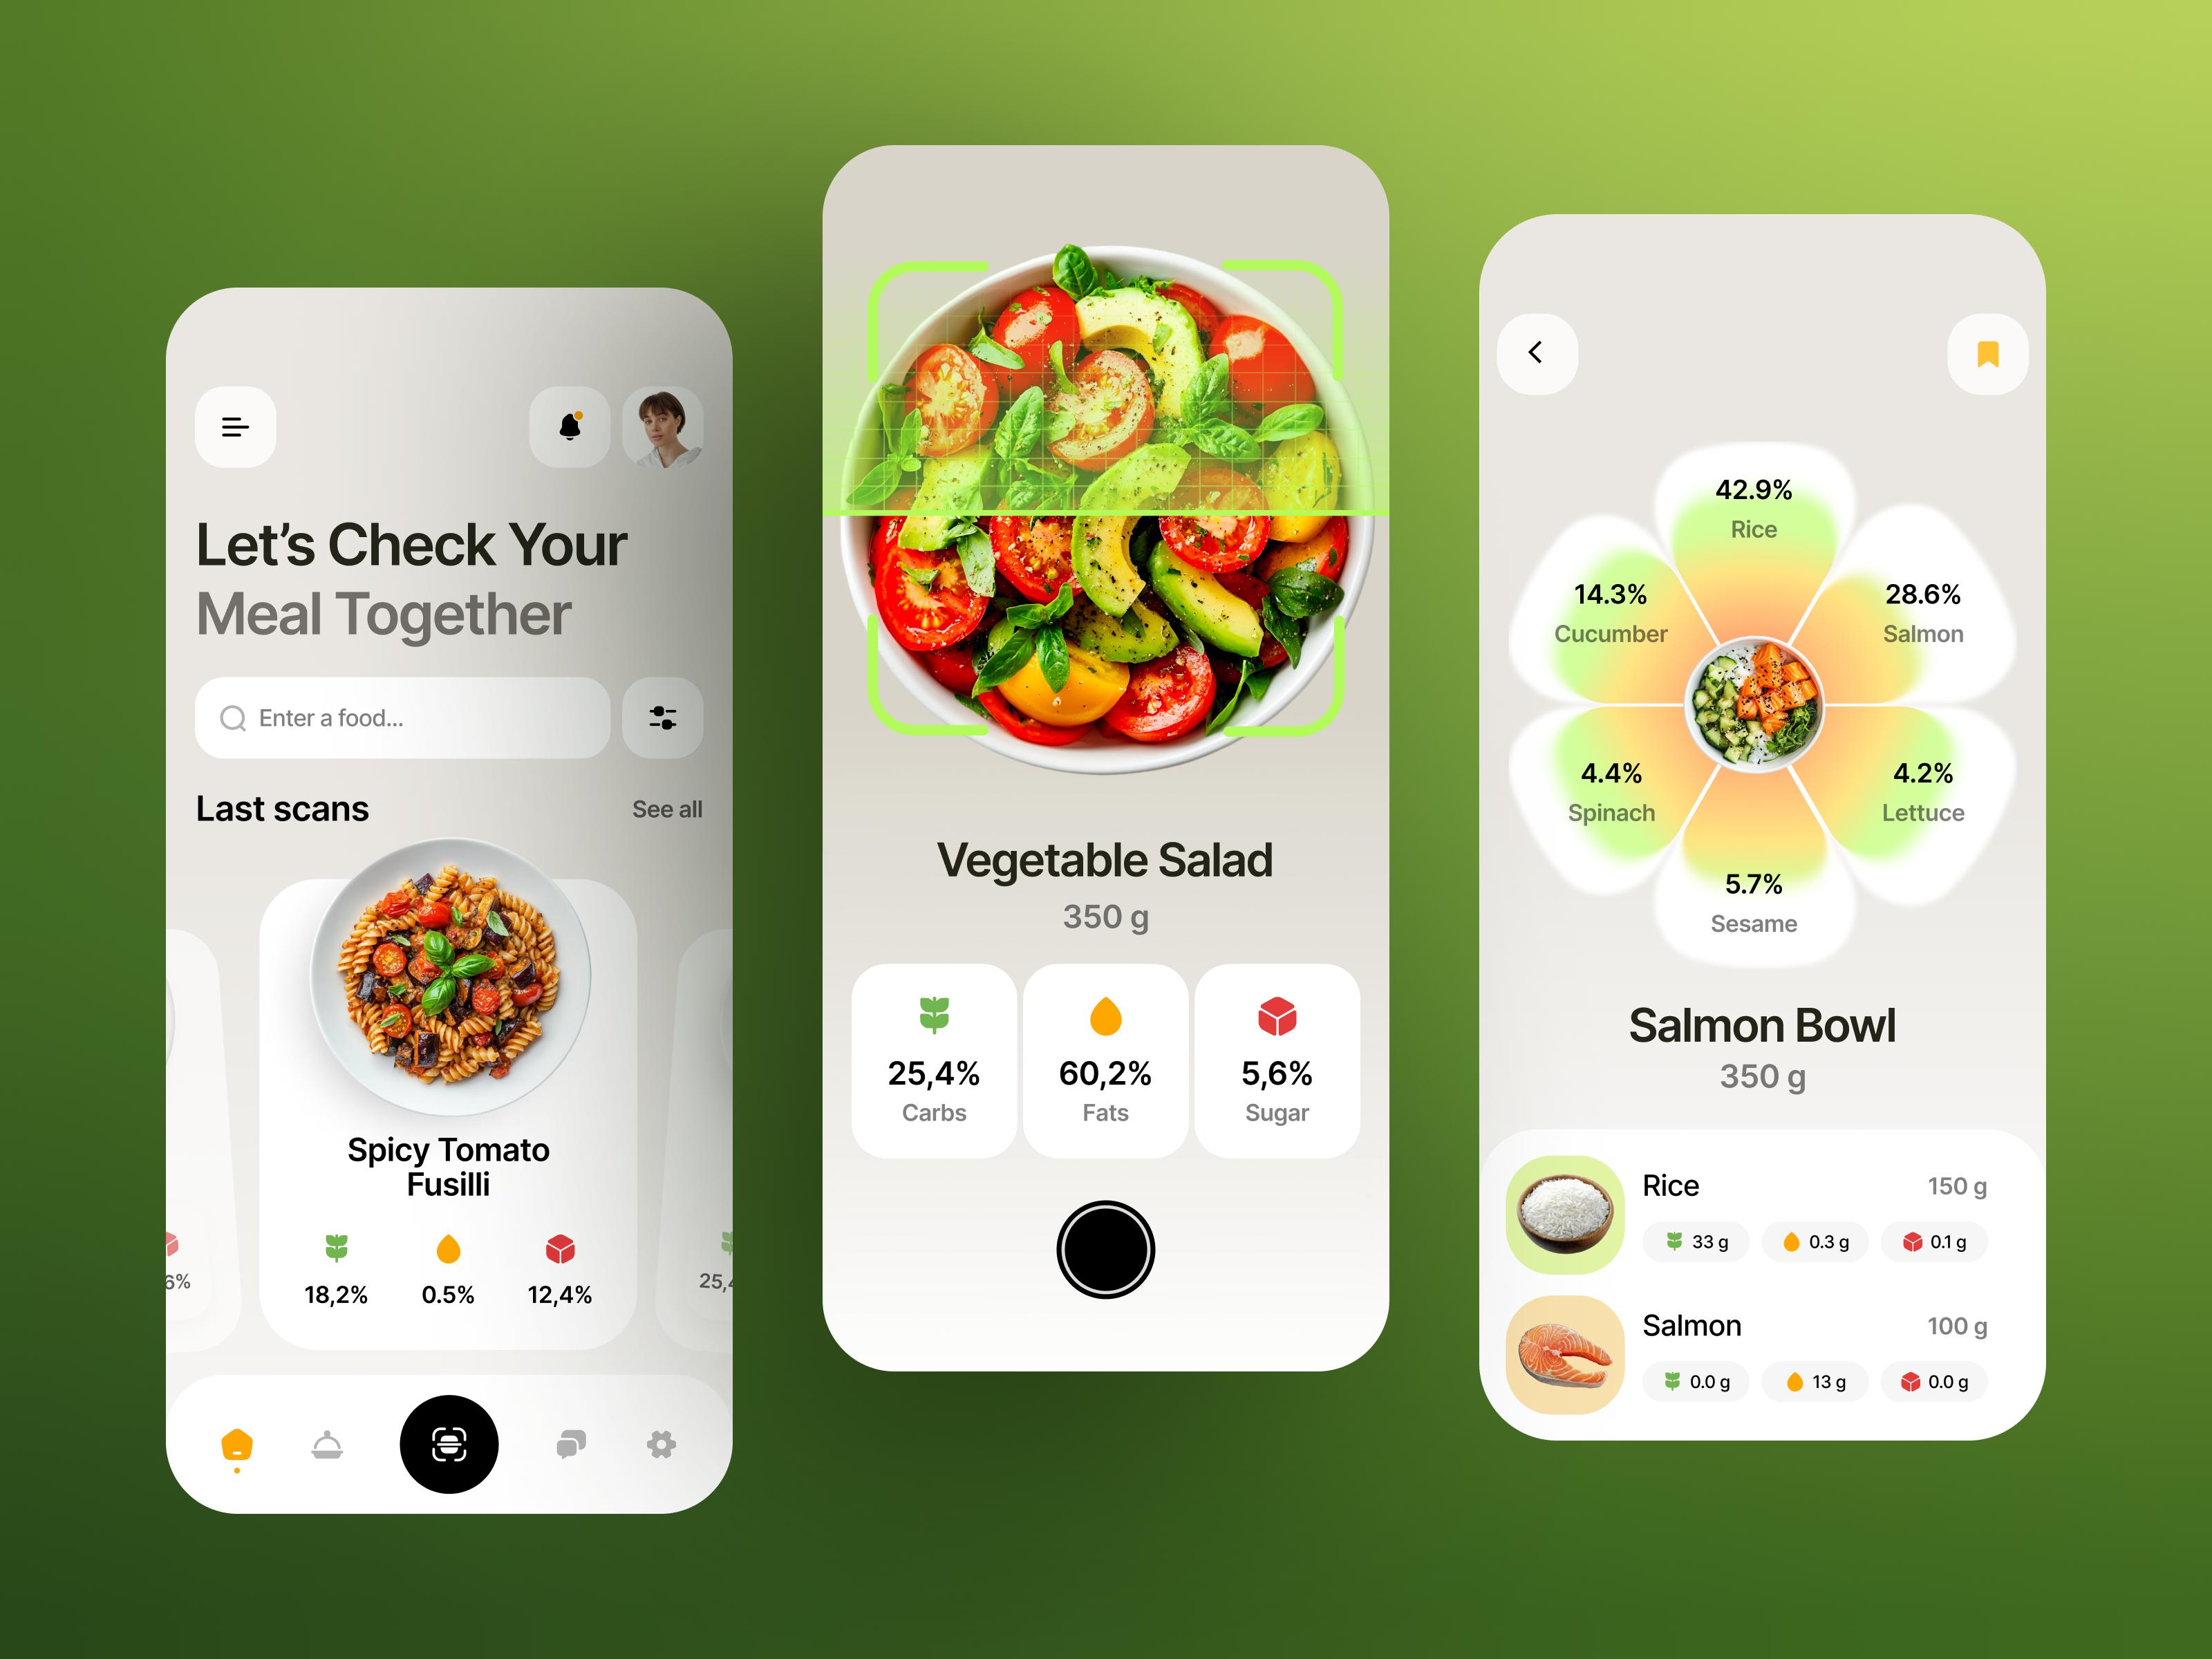 Let's Check Your
Meal Together
Enter a food...
Last scans
See all
Spicy Tomato
Fusilli
6%
18,2%
0.5%
12,4%
25,4
Vegetable Salad
350 g
25,4%
Carbs
60,2%
Fats
5,6%
Sugar
42.9%
Rice
14.3%
Cucumber
28.6%
Salmon
4.4%
Spinach
4.2%
Lettuce
5.7%
Sesame
Salmon Bowl
350 g
Rice
150 g
33 g
0.3 g
0.1 g
Salmon
100 g
0.0 g
13 g
0.0 g